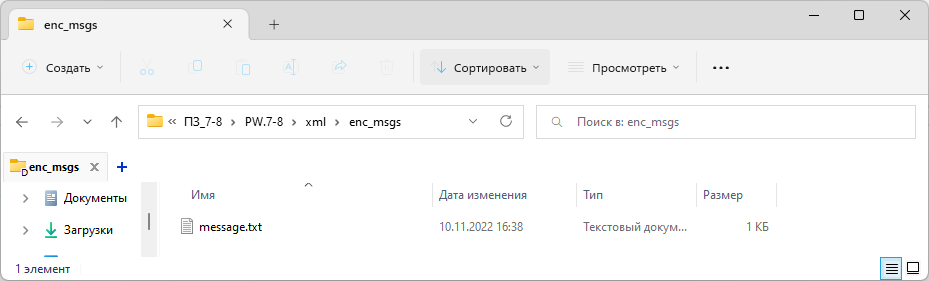 enc_msgs
Создать
Сортировать
Просмотреть
« ПЗ_7-8 > PW.7-8 > xml > enc_msgs
Поиск в: enc_msgs
enc_msgs
Документы
Загрузки
Имя Дата изменения Тип Размер
message.txt 10.11.2022 16:38 Текстовый докум... 1 КБ
1 элемент